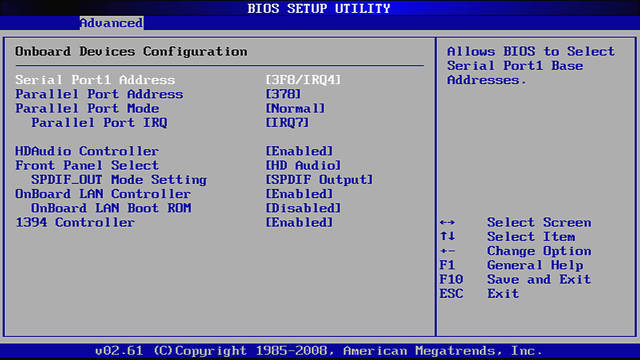 BIOS SETUP UTILITY
Advanced
Onboard Devices Configuration
Serial Port1 Address [3F8/IRQ4]
Parallel Port Address [378]
Parallel Port Mode [Normal]
Parallel Port IRQ [IRQ7]
HDAudio Controller [Enabled]
Front Panel Select [HD Audio]
SPDIF_OUT Mode Setting [SPDIF Output]
OnBoard LAN Controller [Enabled]
OnBoard LAN Boot ROM [Disabled]
1394 Controller [Enabled]
Allows BIOS to Select
Serial Port1 Base
Addresses.
↔ Select Screen
↑↓ Select Item
+- Change Option
F1 General Help
F10 Save and Exit
ESC Exit
v02.61 (C)Copyright 1985-2008, American Megatrends, Inc.